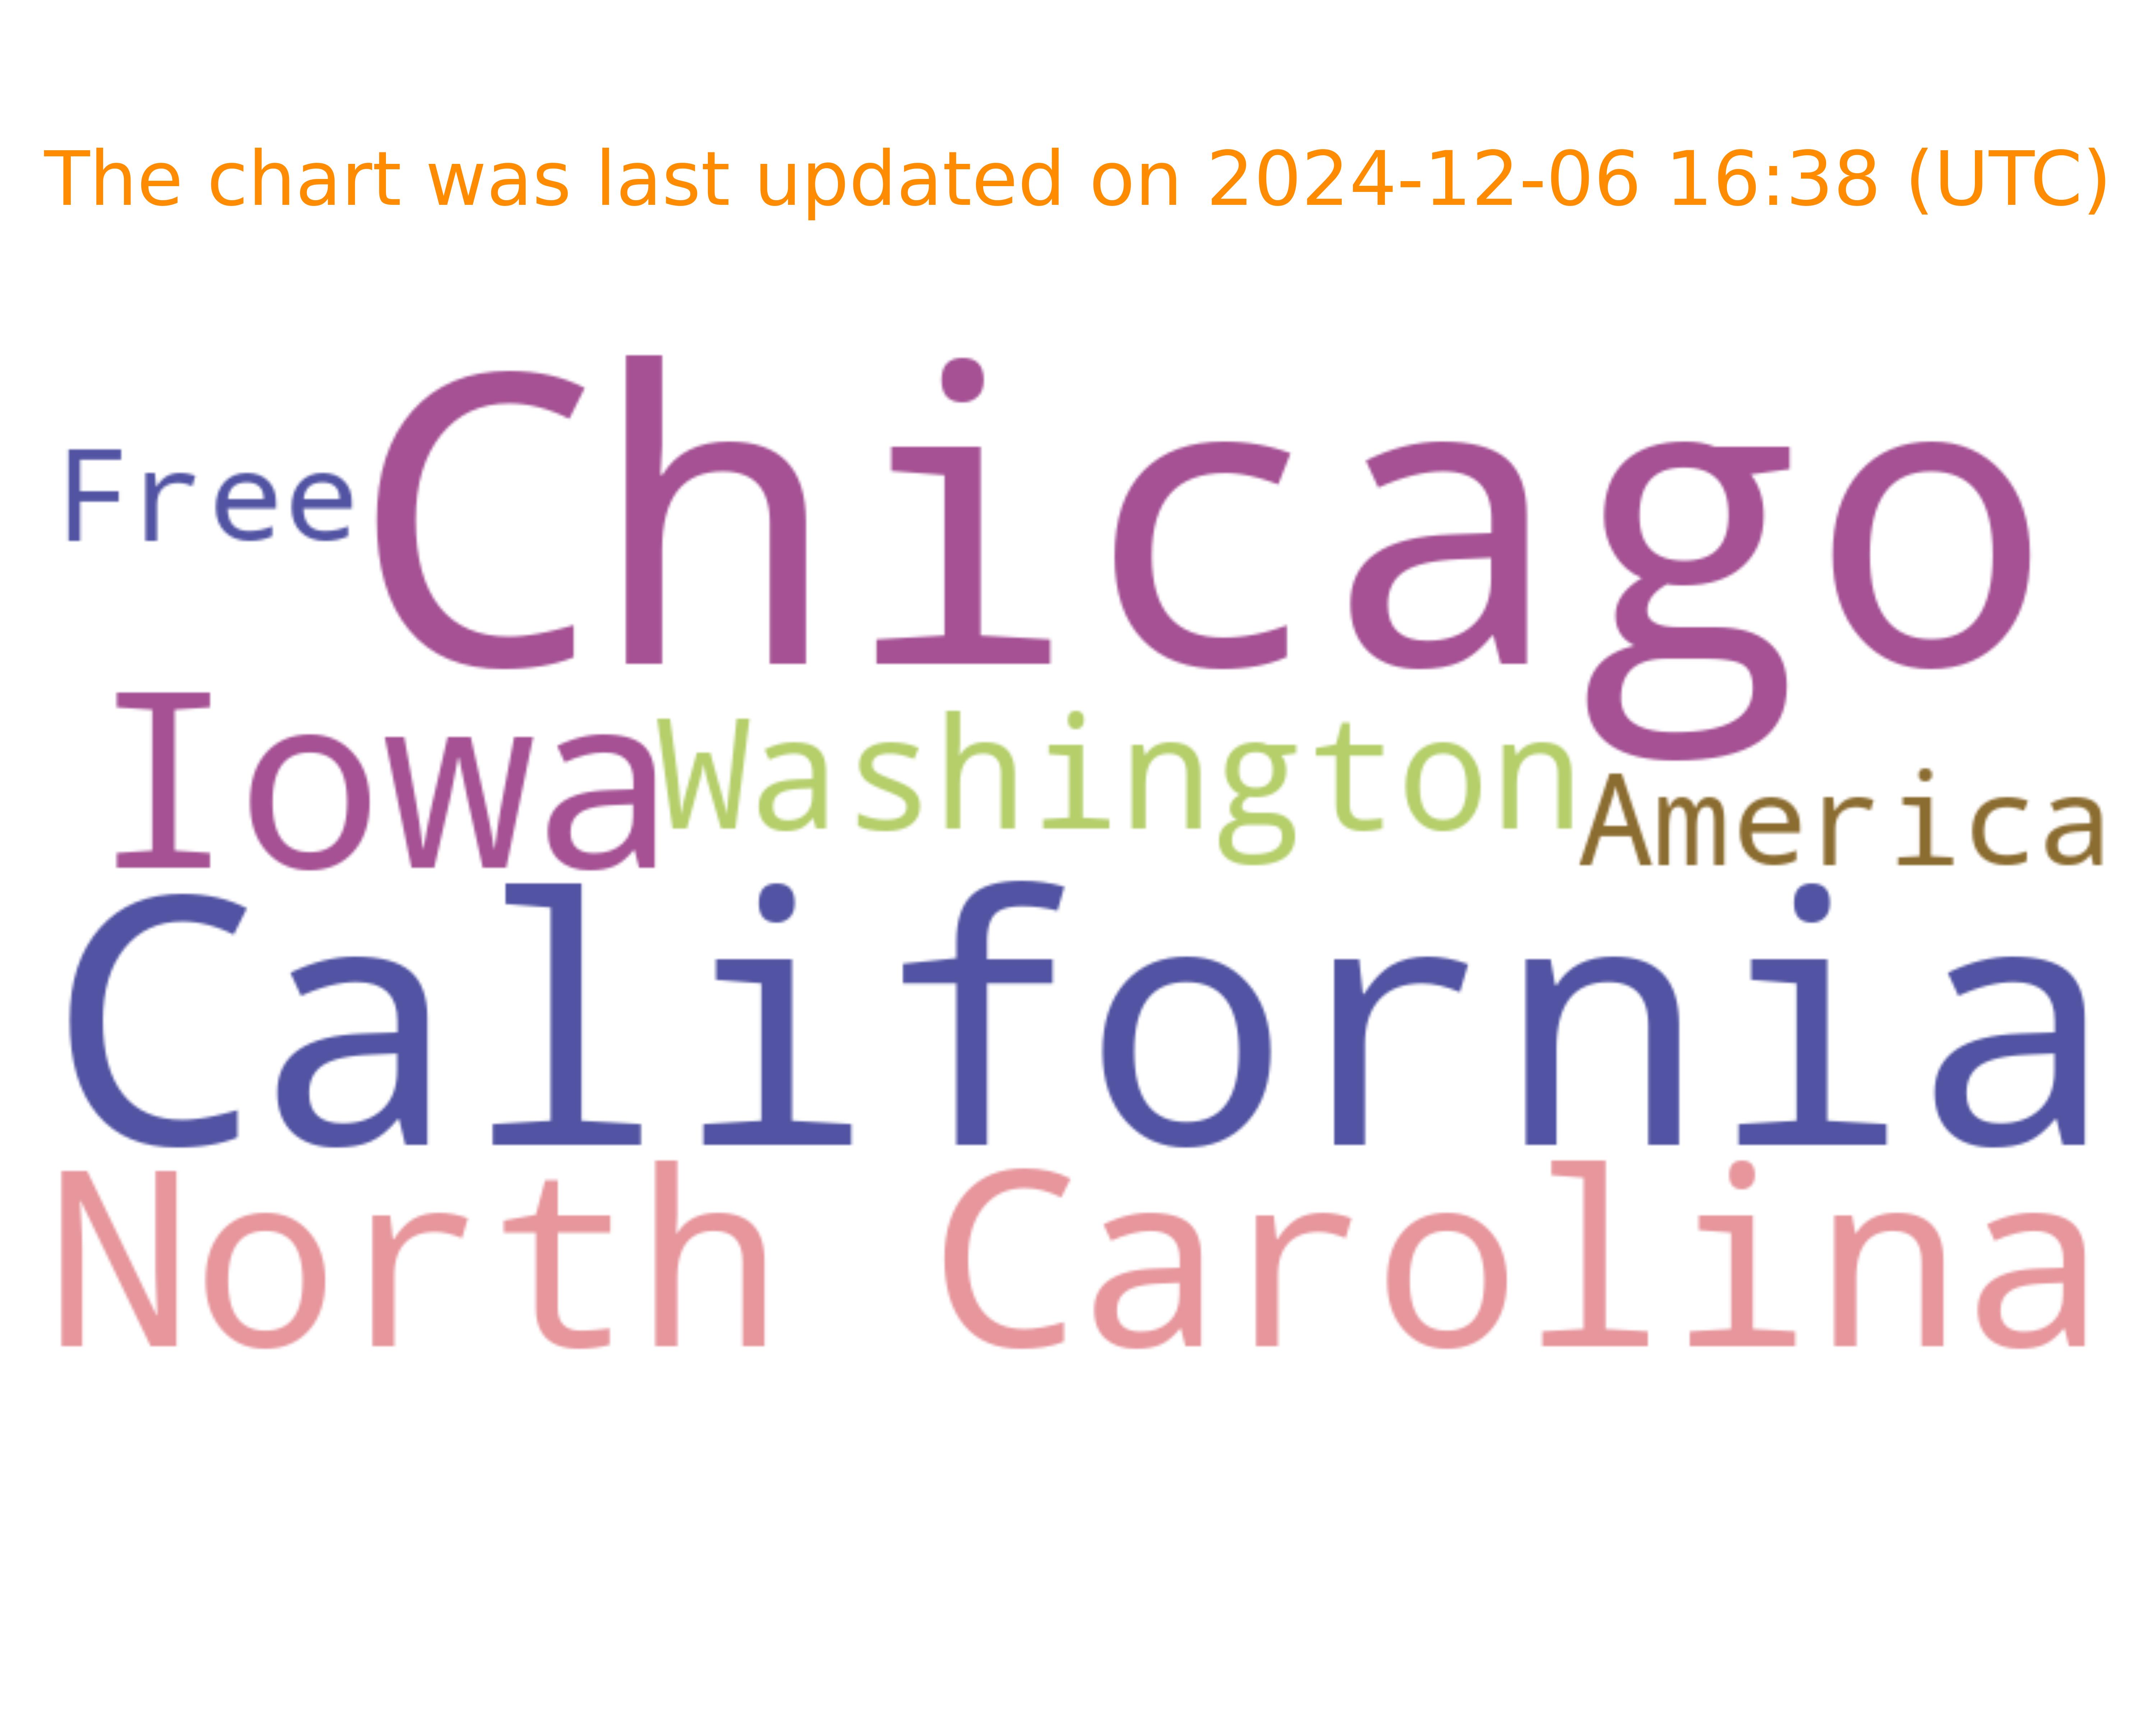 The chart was last updated on 2024-12-06 16:38 (UTC)
Free Chicago
Iowa Washington America
California
North Carolina